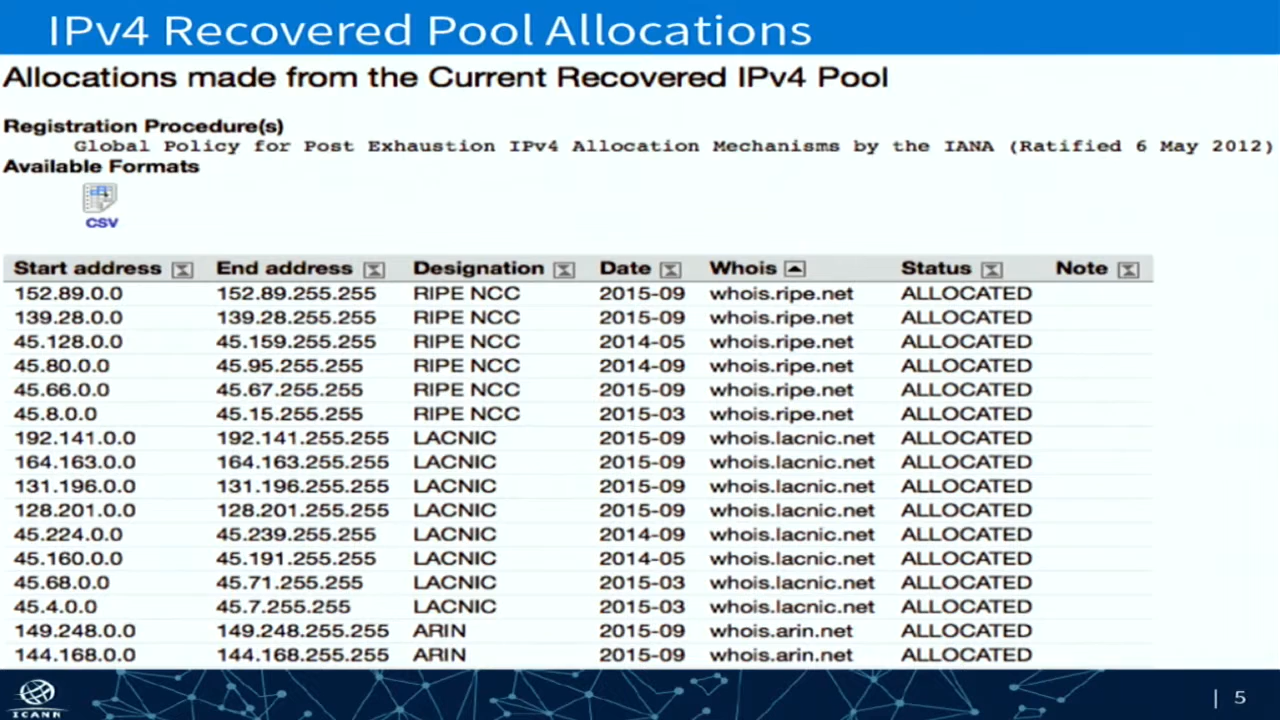 IPv4 Recovered Pool Allocations
Allocations made from the Current Recovered IPv4 Pool
Registration Procedure(s)
Global Policy for Post Exhaustion IPv4 Allocation Mechanisms by the IANA (Ratified 6 May 2012)
Available Formats
CSV
Start address End address Designation Date Whois Status Note
152.89.0.0 152.89.255.255 RIPE NCC 2015-09 whois.ripe.net ALLOCATED
139.28.0.0 139.28.255.255 RIPE NCC 2015-09 whois.ripe.net ALLOCATED
45.128.0.0 45.159.255.255 RIPE NCC 2014-05 whois.ripe.net ALLOCATED
45.80.0.0 45.95.255.255 RIPE NCC 2014-09 whois.ripe.net ALLOCATED
45.66.0.0 45.67.255.255 RIPE NCC 2015-09 whois.ripe.net ALLOCATED
45.8.0.0 45.15.255.255 RIPE NCC 2015-03 whois.ripe.net ALLOCATED
192.141.0.0 192.141.255.255 LACNIC 2015-09 whois.lacnic.net ALLOCATED
164.163.0.0 164.163.255.255 LACNIC 2015-09 whois.lacnic.net ALLOCATED
131.196.0.0 131.196.255.255 LACNIC 2015-09 whois.lacnic.net ALLOCATED
128.201.0.0 128.201.255.255 LACNIC 2015-09 whois.lacnic.net ALLOCATED
45.224.0.0 45.239.255.255 LACNIC 2014-09 whois.lacnic.net ALLOCATED
45.160.0.0 45.191.255.255 LACNIC 2014-05 whois.lacnic.net ALLOCATED
45.68.0.0 45.71.255.255 LACNIC 2015-03 whois.lacnic.net ALLOCATED
45.4.0.0 45.7.255.255 LACNIC 2015-03 whois.lacnic.net ALLOCATED
149.248.0.0 149.248.255.255 ARIN 2015-09 whois.arin.net ALLOCATED
144.168.0.0 144.168.255.255 ARIN 2015-09 whois.arin.net ALLOCATED
ICANN
| 5